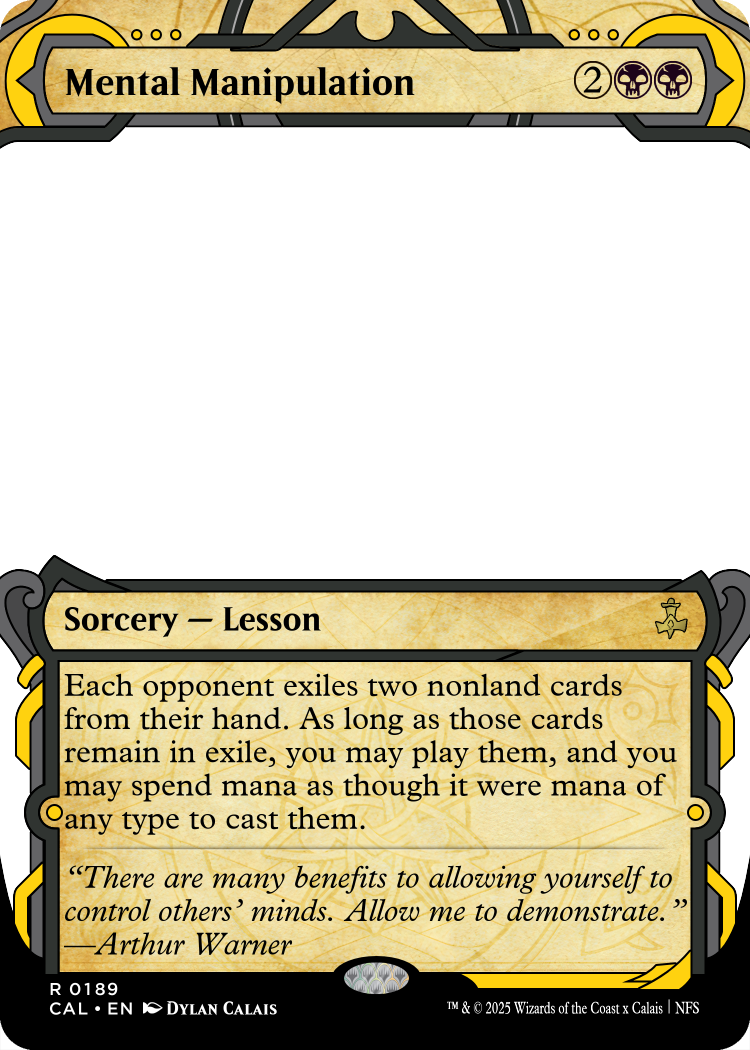 Mental Manipulation 2
Sorcery — Lesson
Each opponent exiles two nonland cards
from their hand. As long as those cards
remain in exile, you may play them, and you
may spend mana as though it were mana of
any type to cast them.
“There are many benefits to allowing yourself to
control others’ minds. Allow me to demonstrate.”
—Arthur Warner
R 0189
CAL • EN DYLAN CALAIS
™ & © 2025 Wizards of the Coast x Calais | NFS